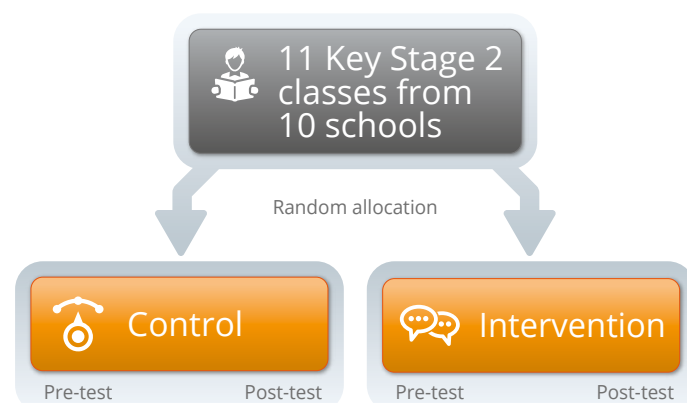 11 Key Stage 2
classes from
10 schools
Random allocation
Control
Intervention
Pre-test
Post-test
Pre-test
Post-test